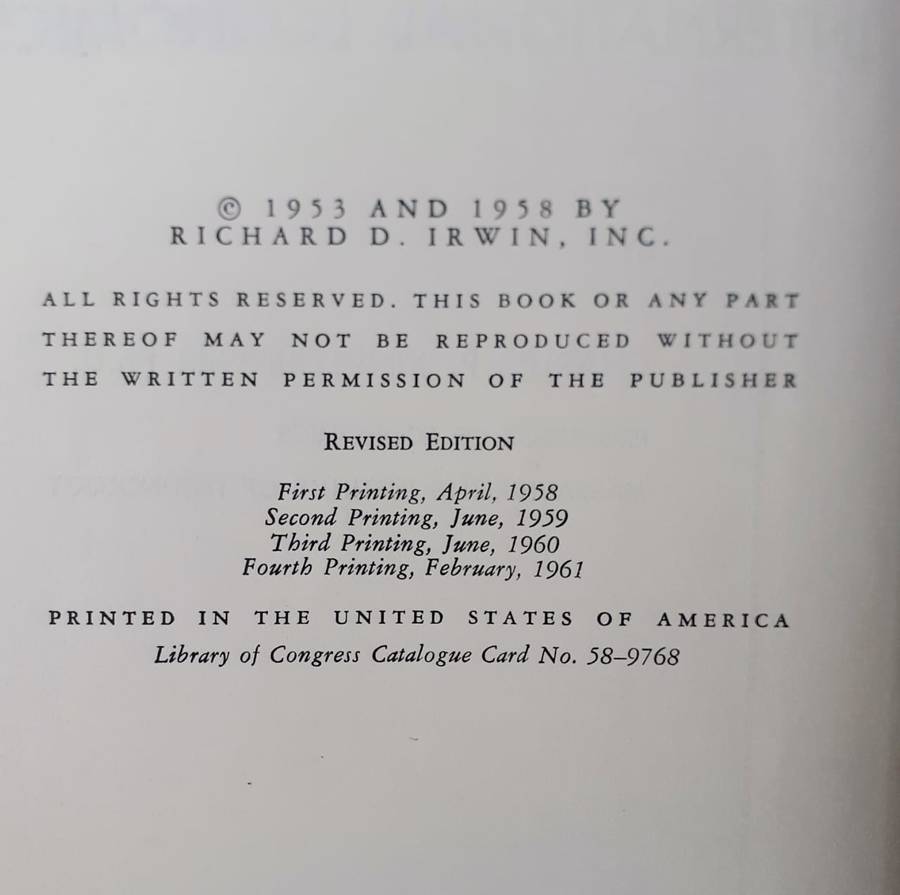 © 1953 AND 1958 BY
RICHARD D. IRWIN, INC.
ALL RIGHTS RESERVED. THIS BOOK OR ANY PART
THEREOF MAY NOT BE REPRODUCED WITHOUT
THE WRITTEN PERMISSION OF THE PUBLISHER
REVISED EDITION
First Printing, April, 1958
Second Printing, June, 1959
Third Printing, June, 1960
Fourth Printing, February, 1961
PRINTED IN THE UNITED STATES OF AMERICA
Library of Congress Catalogue Card No. 58–9768